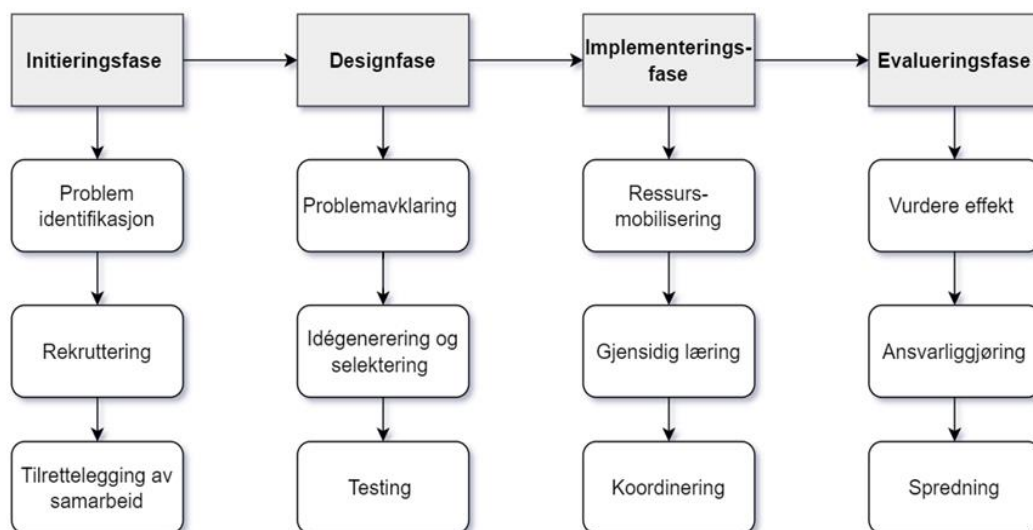 Initieringsfase
Designfase
Implementerings-
fase
Evalueringsfase
Problem
identifikasjon
Problemavklaring
Ressurs-
mobilisering
Vurdere effekt
Rekruttering
Idégenerering og
selektering
Gjensidig læring
Ansvarliggjøring
Tilrettelegging av
samarbeid
Testing
Koordinering
Spredning